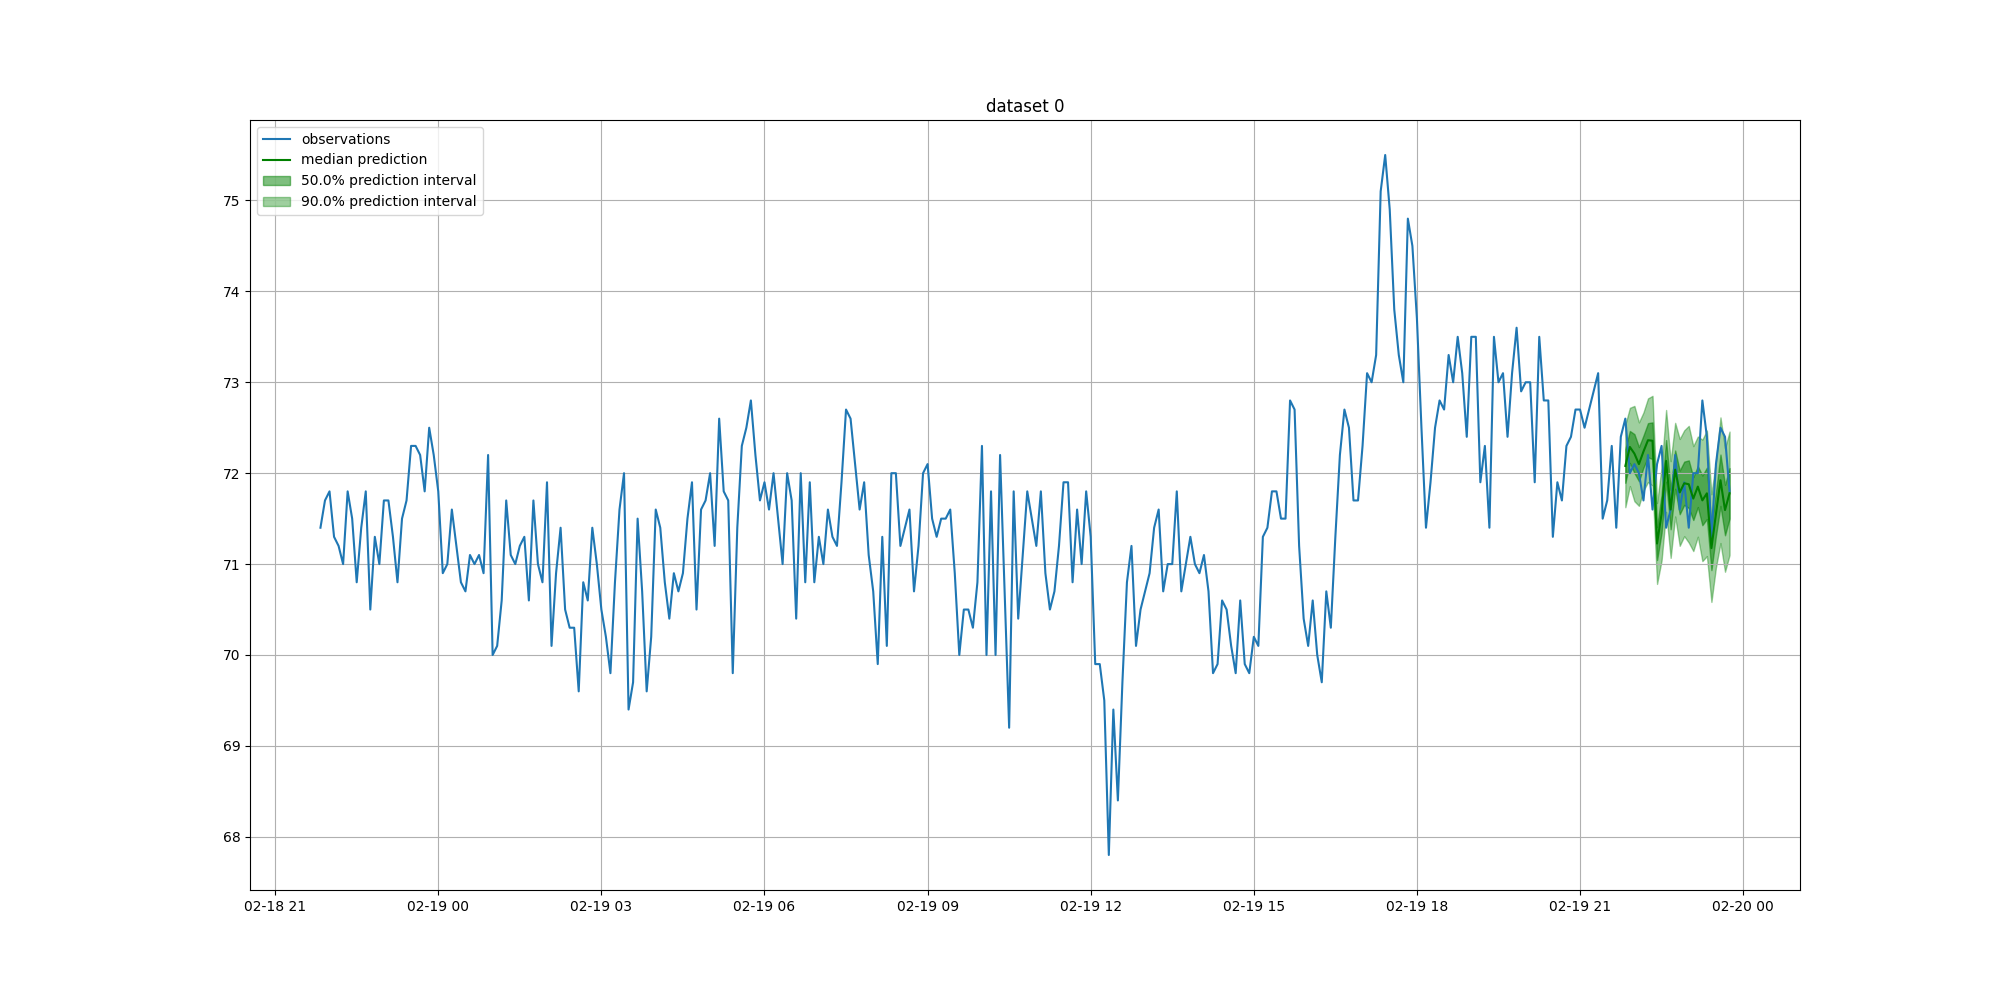 dataset 0
observations
median prediction
50.0% prediction interval
90.0% prediction interval
75
74
73
72
71
70
69
68
02-18 21 02-19 00 02-19 03 02-19 06 02-19 09 02-19 12 02-19 15 02-19 18 02-19 21 02-20 00